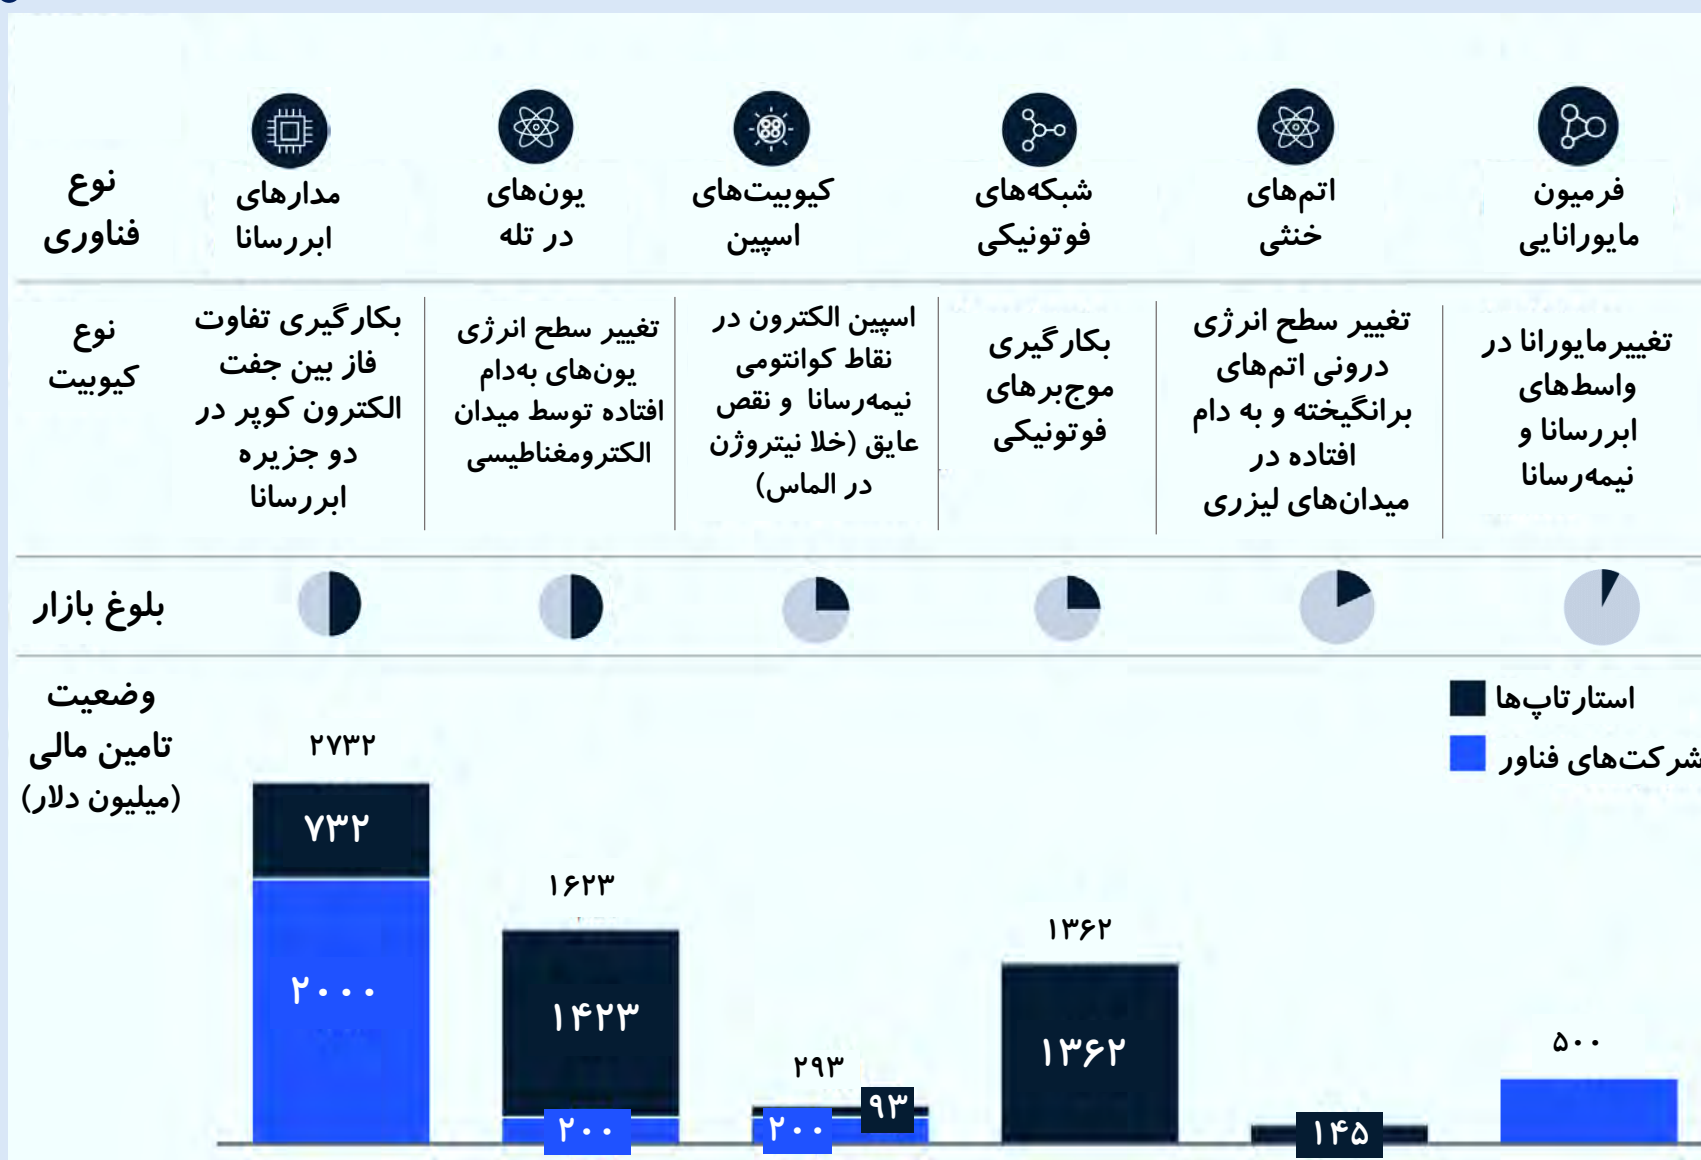 نوع
فناوری
مدارهای
ابررسانا
یون‌های
در تله
کیوبیت‌های
اسپین
شبکه‌های
فوتونیکی
اتم‌های
خنثی
فرمیون
مایورانایی
نوع
کیوبیت
بکارگیری تفاوت
فاز بین جفت
الکترون کوپر در
دو جزیره
ابررسانا
تغییر سطح انرژی
یون‌های به‌دام
افتاده توسط میدان
الکترومغناطیسی
اسپین الکترون در
نقاط کوانتومی
نیمه‌رسانا و نقص
عایق (خلا نیتروژن
در الماس)
بکارگیری
موج‌برهای
فوتونیکی
تغییر سطح انرژی
درونی اتم‌های
برانگیخته و به دام
افتاده در
میدان‌های لیزری
تغییرمایورانا در
واسط‌های
ابررسانا و
نیمه‌رسانا
بلوغ بازار
وضعیت
تامین مالی
(میلیون دلار)
استارتاپ‌ها
شرکت‌های فناور
۲۷۳۲
۷۳۲
۲۰۰۰
۱۶۲۳
۱۴۲۳
۲۰۰
۲۹۳
۹۳
۲۰۰
۱۳۶۲
۱۳۶۲
۱۴۵
۵۰۰